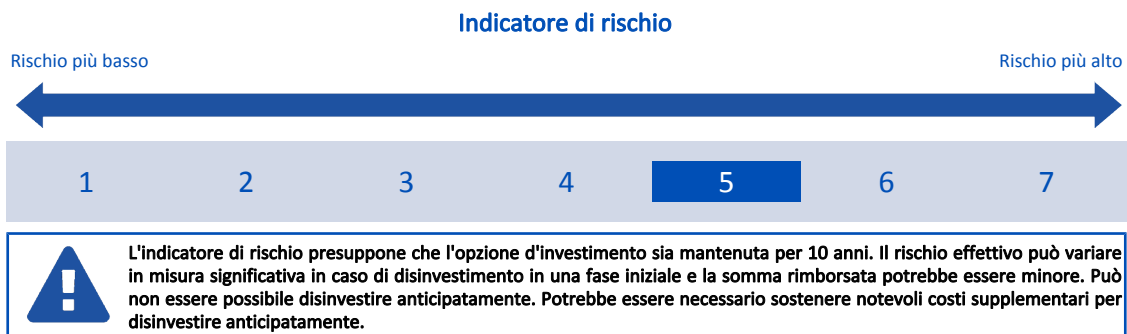 Indicatore di rischio
Rischio più basso Rischio più alto
1 2 3 4 5 6 7
L'indicatore di rischio presuppone che l'opzione d'investimento sia mantenuta per 10 anni. Il rischio effettivo può variare
in misura significativa in caso di disinvestimento in una fase iniziale e la somma rimborsata potrebbe essere minore. Può
non essere possibile disinvestire anticipatamente. Potrebbe essere necessario sostenere notevoli costi supplementari per
disinvestire anticipatamente.